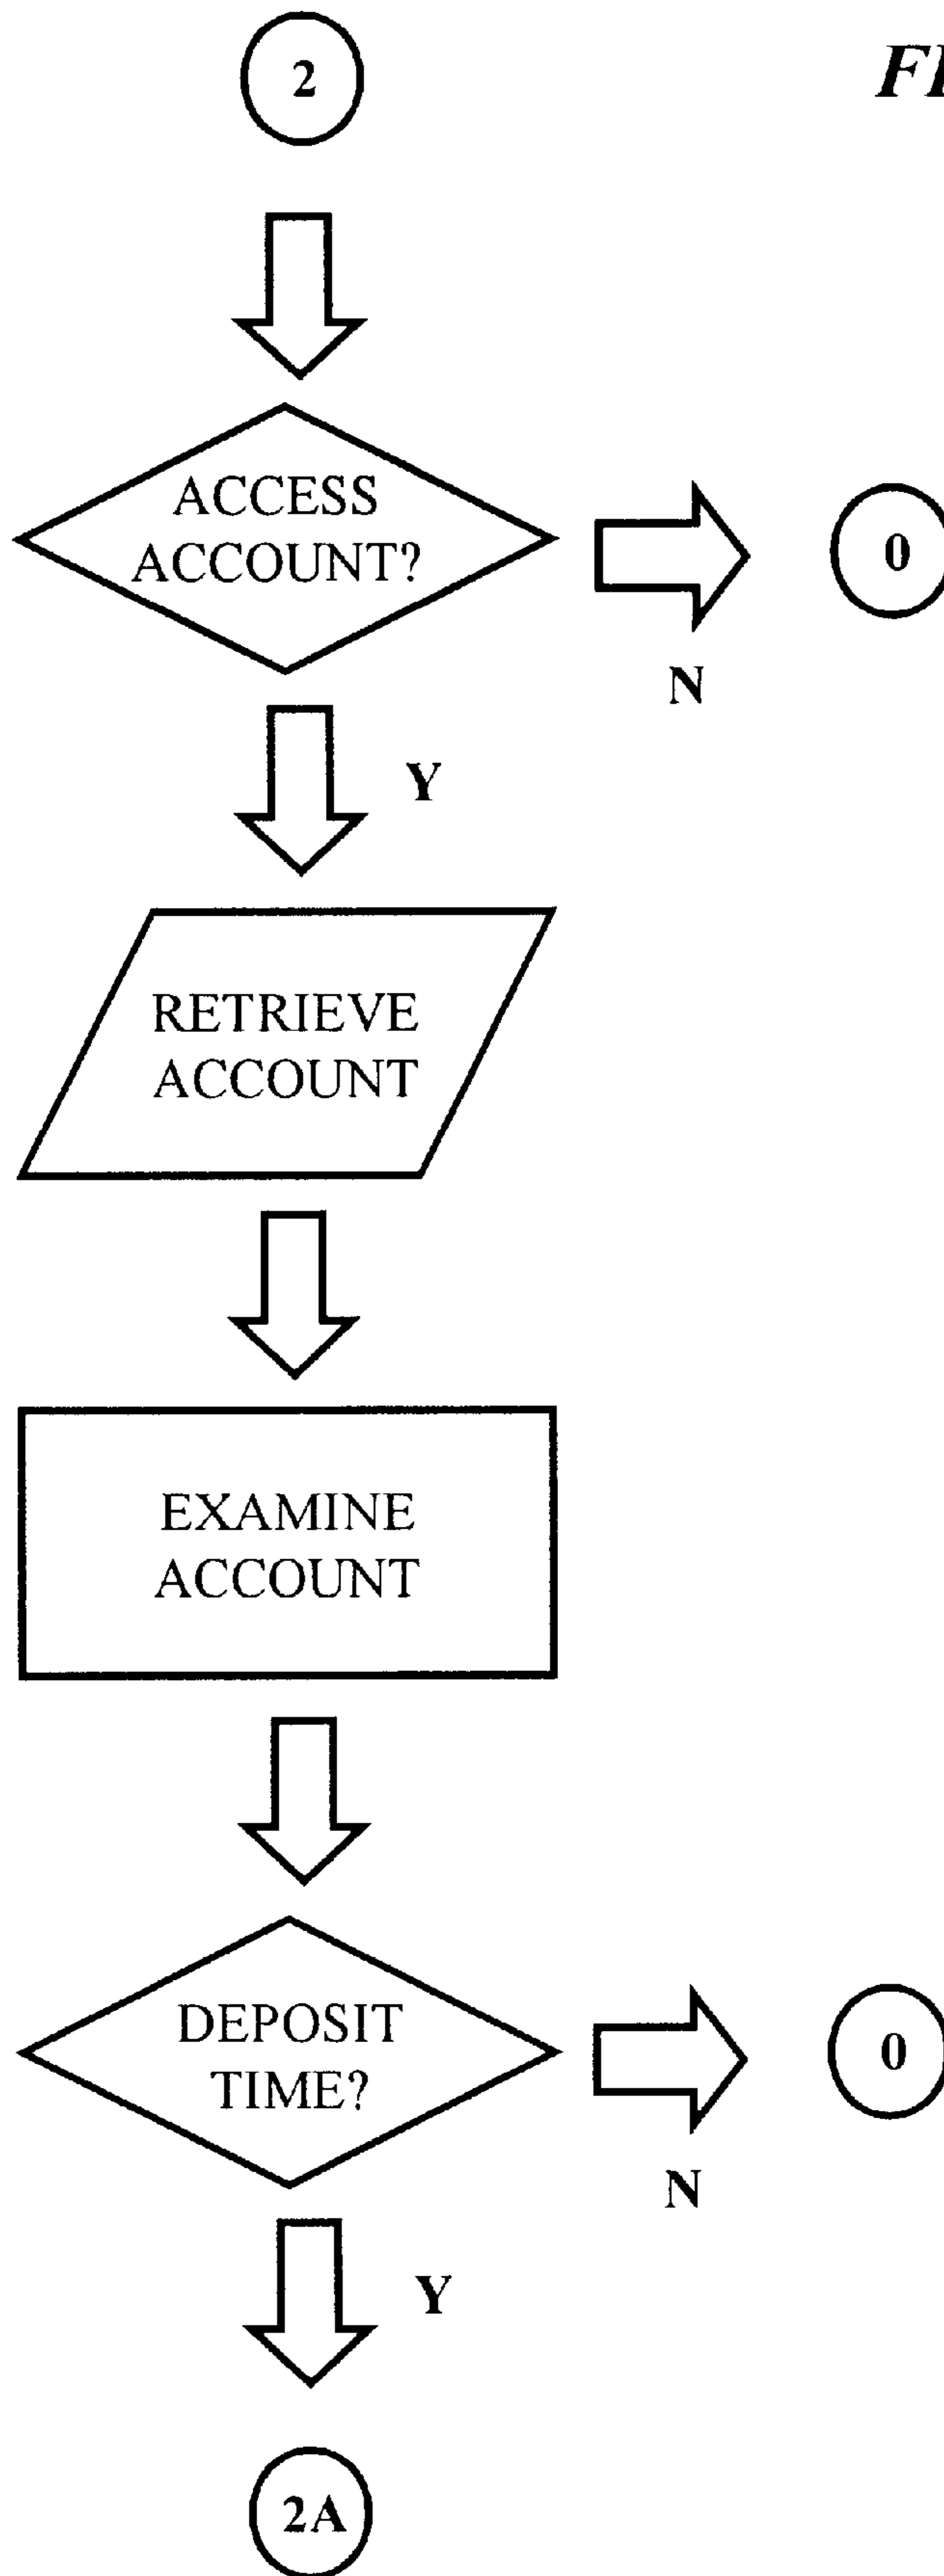 2
FI
ACCESS
ACCOUNT?
0
N
Y
RETRIEVE
ACCOUNT
EXAMINE
ACCOUNT
DEPOSIT
TIME?
0
N
Y
2A